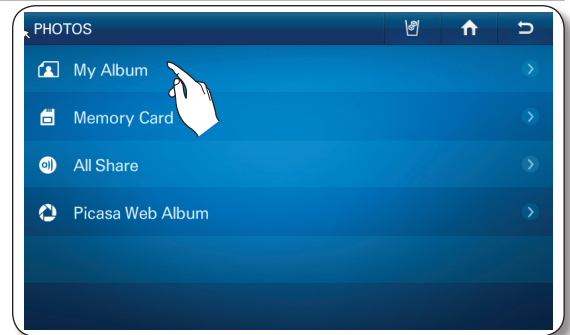 PHOTOS
My Album
Memory Card
All Share
Picasa Web Album